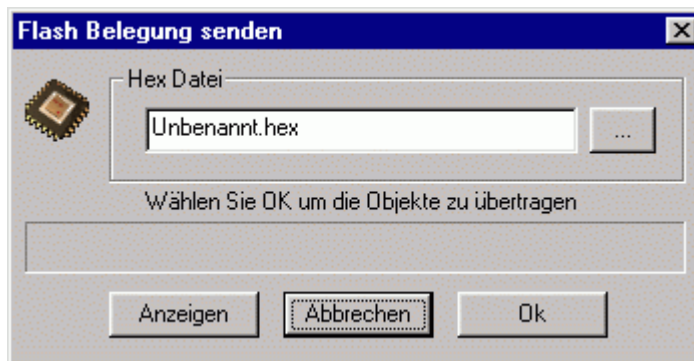 Flash Belegung senden
Hex Datei
Unbenannt.hex
...
Wählen Sie OK um die Objekte zu übertragen
Anzeigen Abbrechen Ok